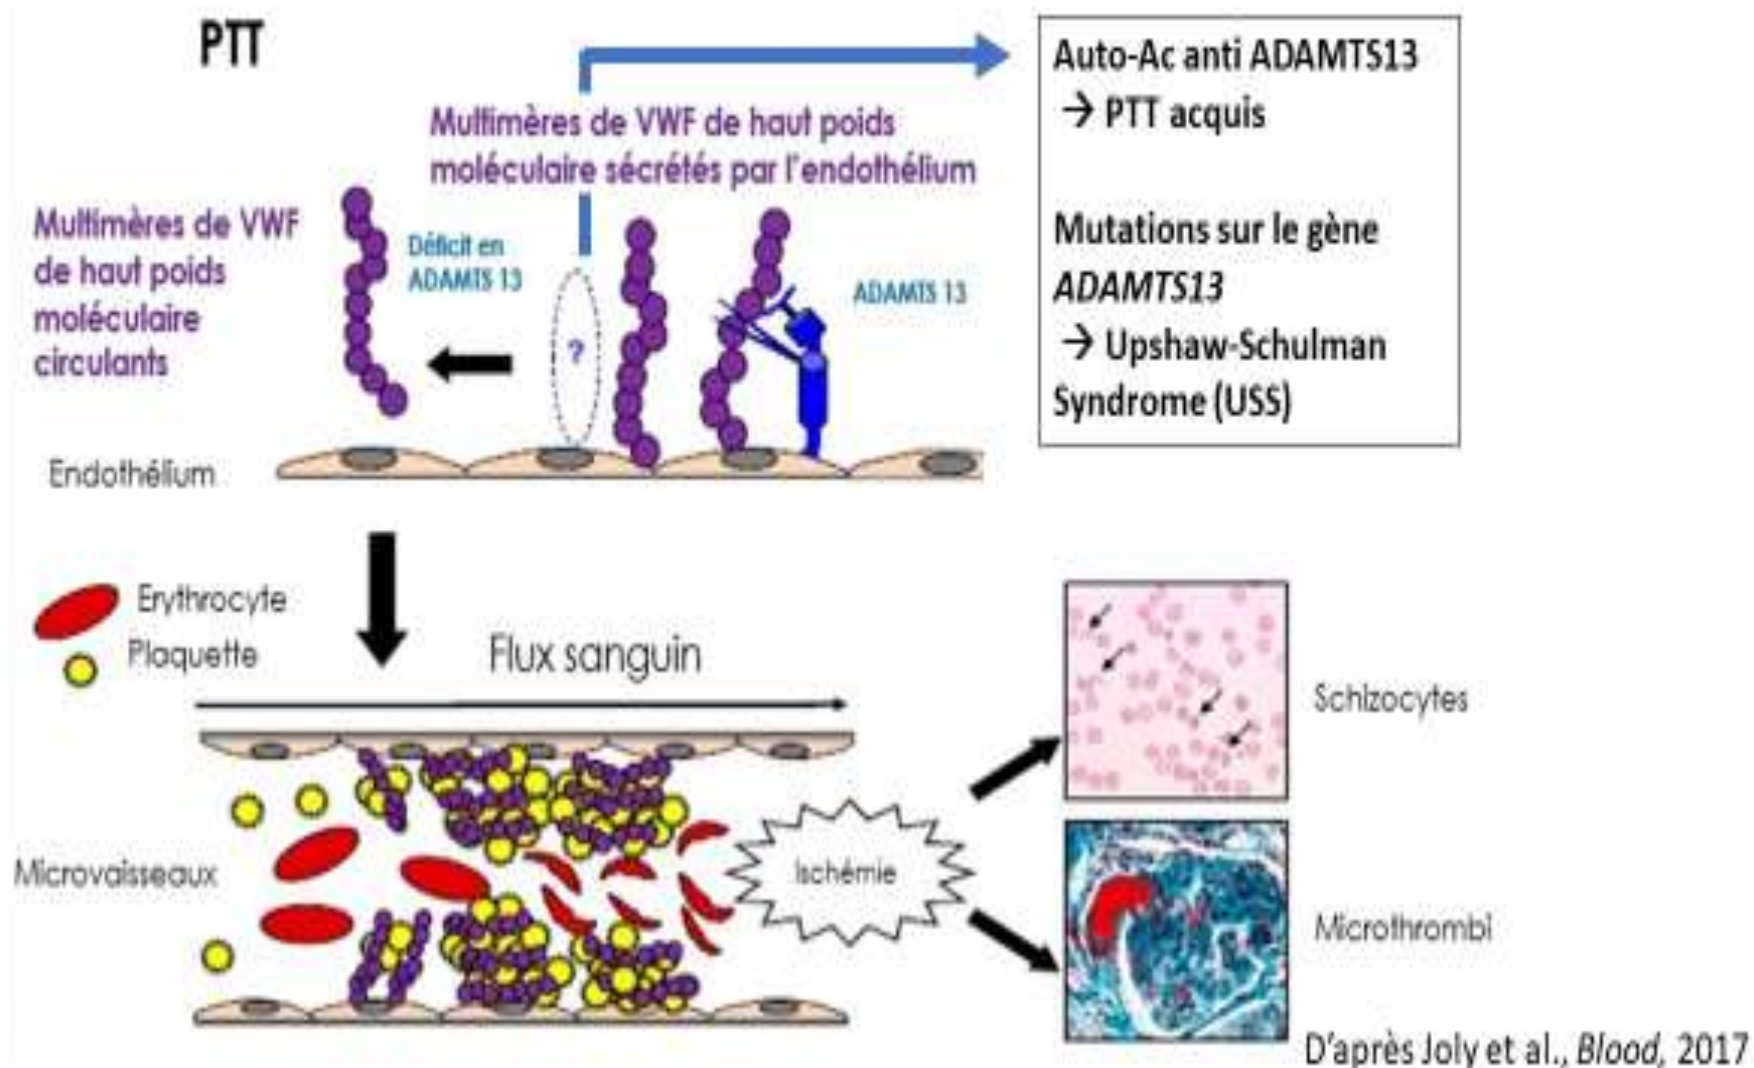 PTT
Multimères de VWF de haut poids
moléculaire sécrétés par l'endothélium
Auto-Ac anti ADAMTS13
→ PTT acquis
Mutations sur le gène
ADAMTS13
→ Upshaw-Schulman
Syndrome (USS)
Multimères de VWF
de haut poids
moléculaire
circulants
Déficit en
ADAMTS 13
?
ADAMTS 13
Endothélium
Erythrocyte
Plaquette
Flux sanguin
Microvaisseaux
Ischémie
Schizocytes
Microthrombi
D'après Joly et al., Blood, 2017